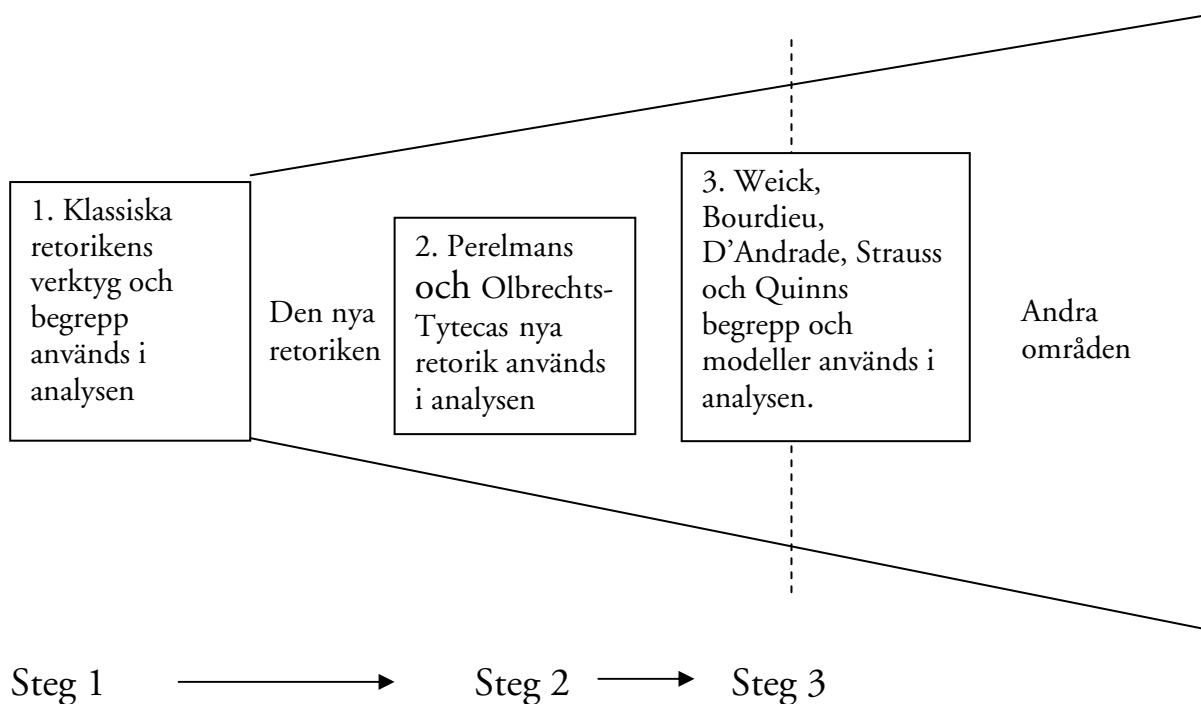 1. Klassiska
retorikens
verktyg och
begrepp
används i
analysen
Den nya
retoriken
2. Perelmans
och Olbrechts-
Tytecas nya
retorik används
i analysen
3. Weick,
Bourdieu,
D’Andrade, Strauss
och Quinns
begrepp och
modeller används i
analysen.
Andra
områden
Steg 1
Steg 2
Steg 3